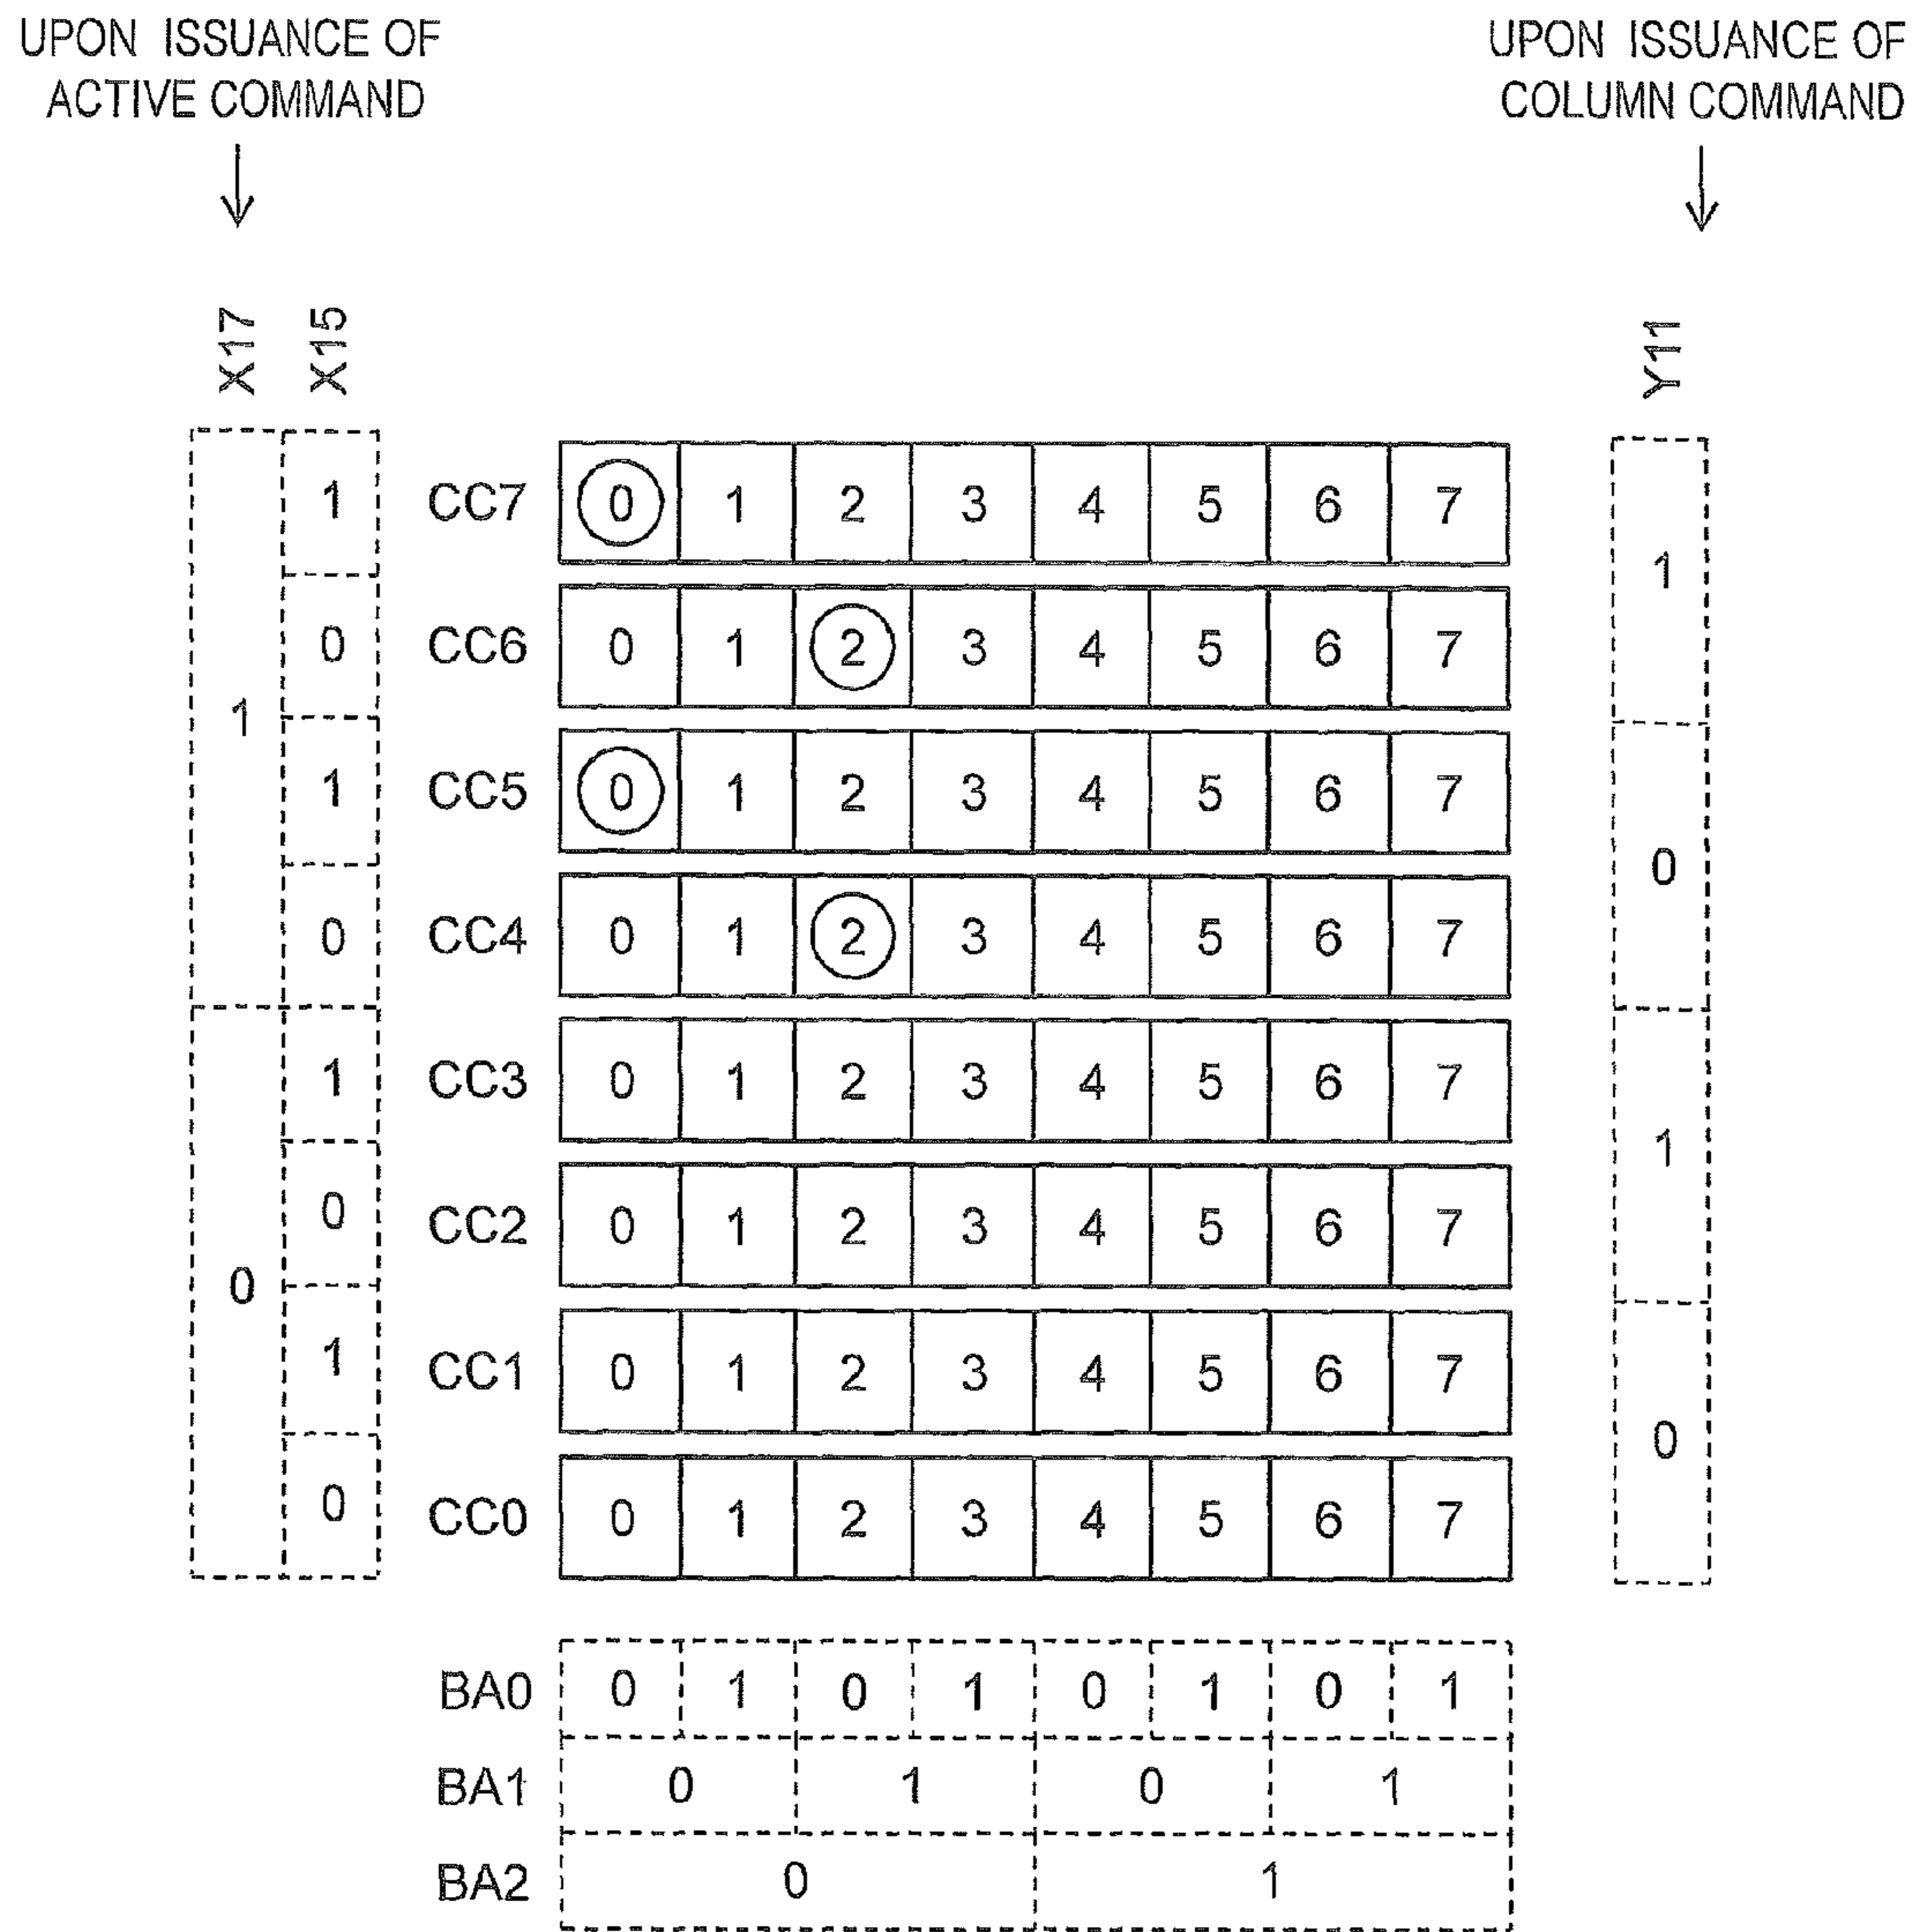 UPON ISSUANCE OF
ACTIVE COMMAND
UPON ISSUANCE OF
COLUMN COMMAND
X17 X15 Y11
1 CC7 0 1 2 3 4 5 6 7
1
0 CC6 0 1 2 3 4 5 6 7
1
1 CC5 0 1 2 3 4 5 6 7
0
0 CC4 0 1 2 3 4 5 6 7
1 CC3 0 1 2 3 4 5 6 7
1
0 CC2 0 1 2 3 4 5 6 7
0
1 CC1 0 1 2 3 4 5 6 7
0
0 CC0 0 1 2 3 4 5 6 7
BA0 0 1 0 1 0 1 0 1
BA1 0 1 0 1
BA2 0 1